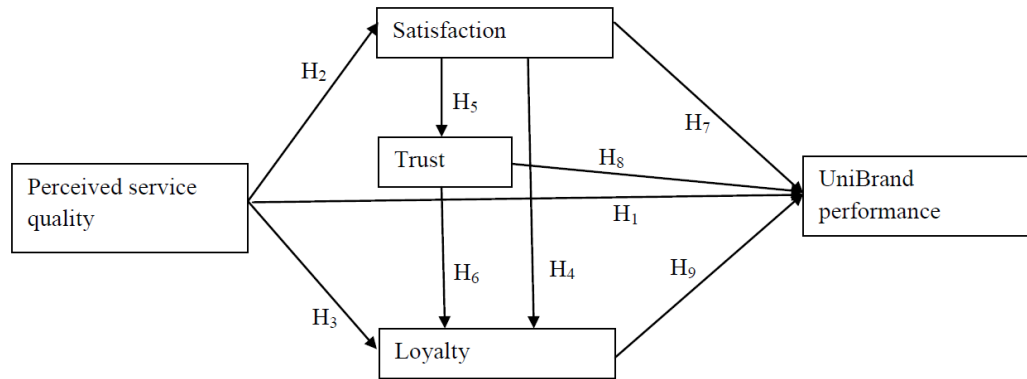 Satisfaction
H₂
H₅
H₇
Trust
H₈
Perceived service
quality
UniBrand
performance
H₁
H₆
H₄
H₉
H₃
Loyalty